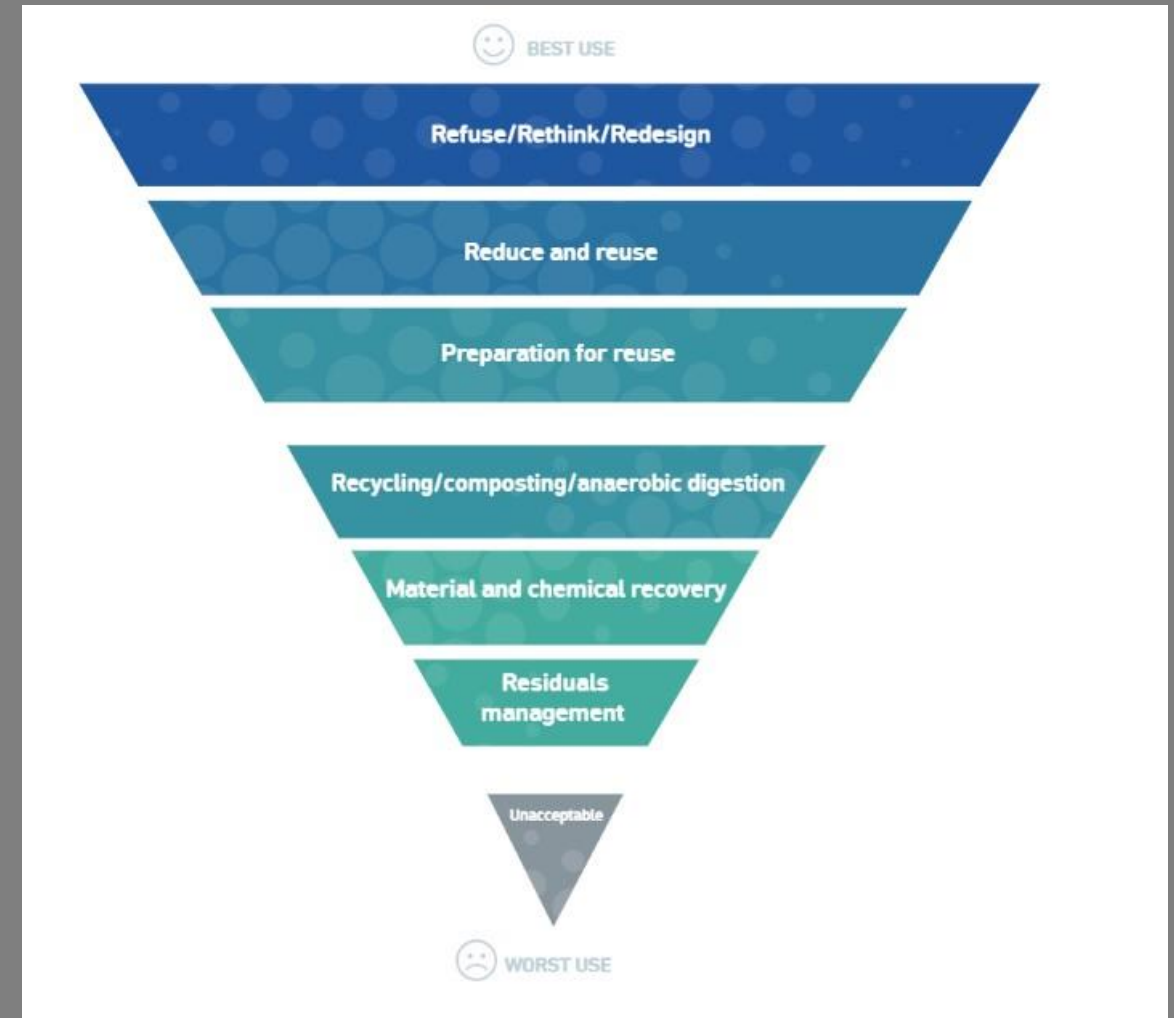 BEST USE
Refuse/Rethink/Redesign
Reduce and reuse
Preparation for reuse
Recycling/composting/anaerobic digestion
Material and chemical recovery
Residuals
management
Unacceptable
WORST USE